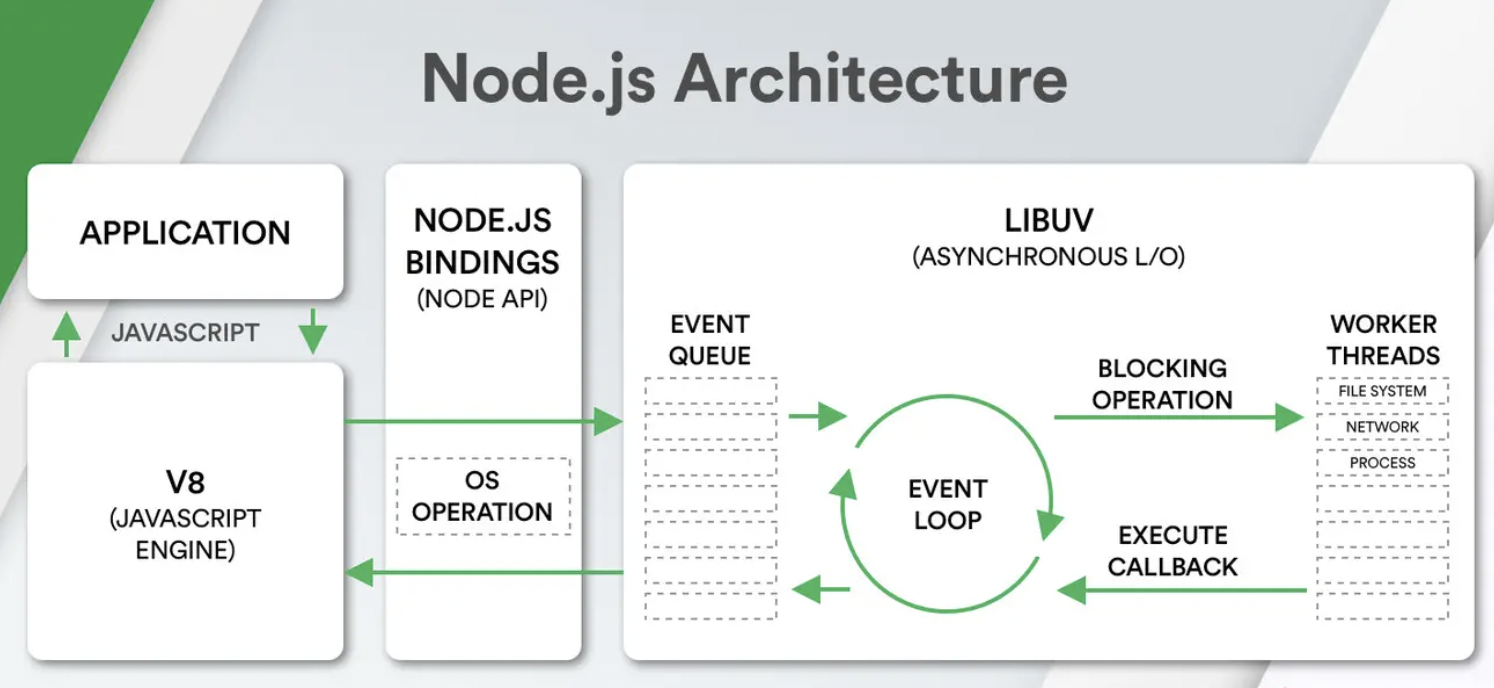 Node.js Architecture
APPLICATION
JAVASCRIPT
V8
(JAVASCRIPT
ENGINE)
NODE.JS
BINDINGS
(NODE API)
OS
OPERATION
LIBUV
(ASYNCHRONOUS L/O)
EVENT
QUEUE
EVENT
LOOP
BLOCKING
OPERATION
EXECUTE
CALLBACK
WORKER
THREADS
FILE SYSTEM
NETWORK
PROCESS